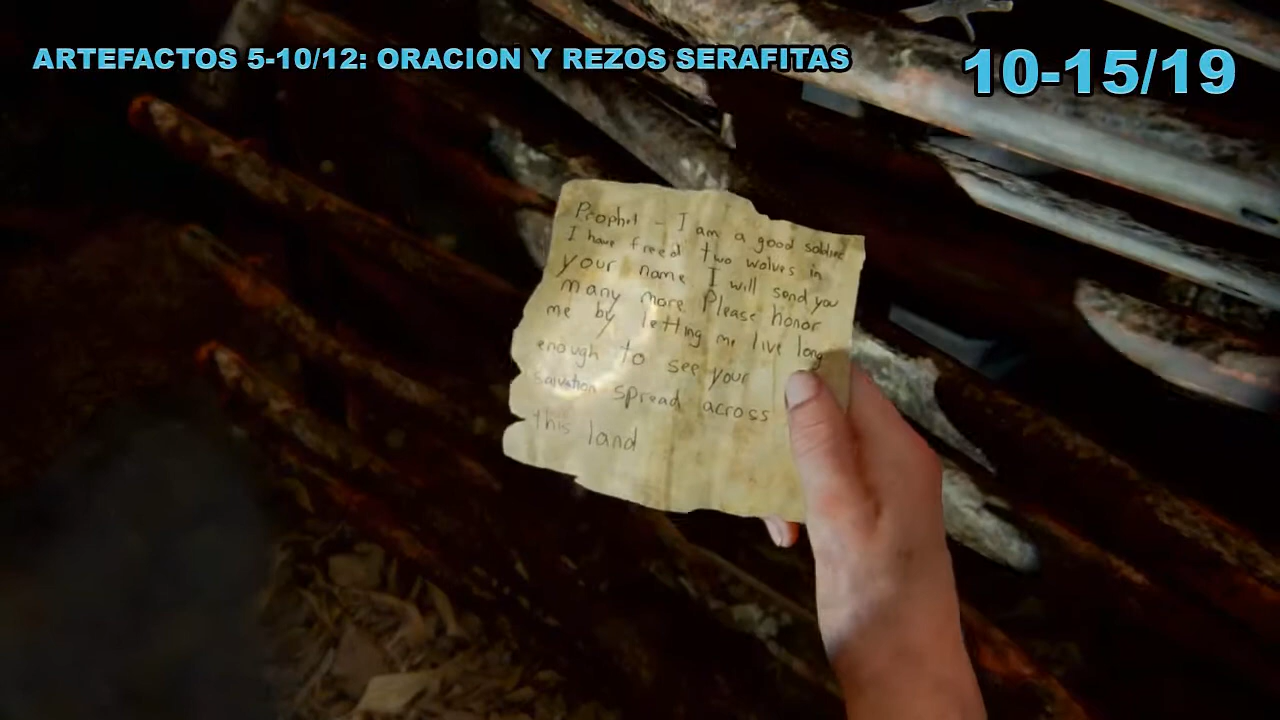 ARTEFACTOS 5-10/12: ORACION Y REZOS SERAFITAS
10-15/19
Prophet - I am a good soldier
I have freed two wolves in
your name I will send you
many more Please honor
me by letting me live long
enough to see your
salvation spread across
this land